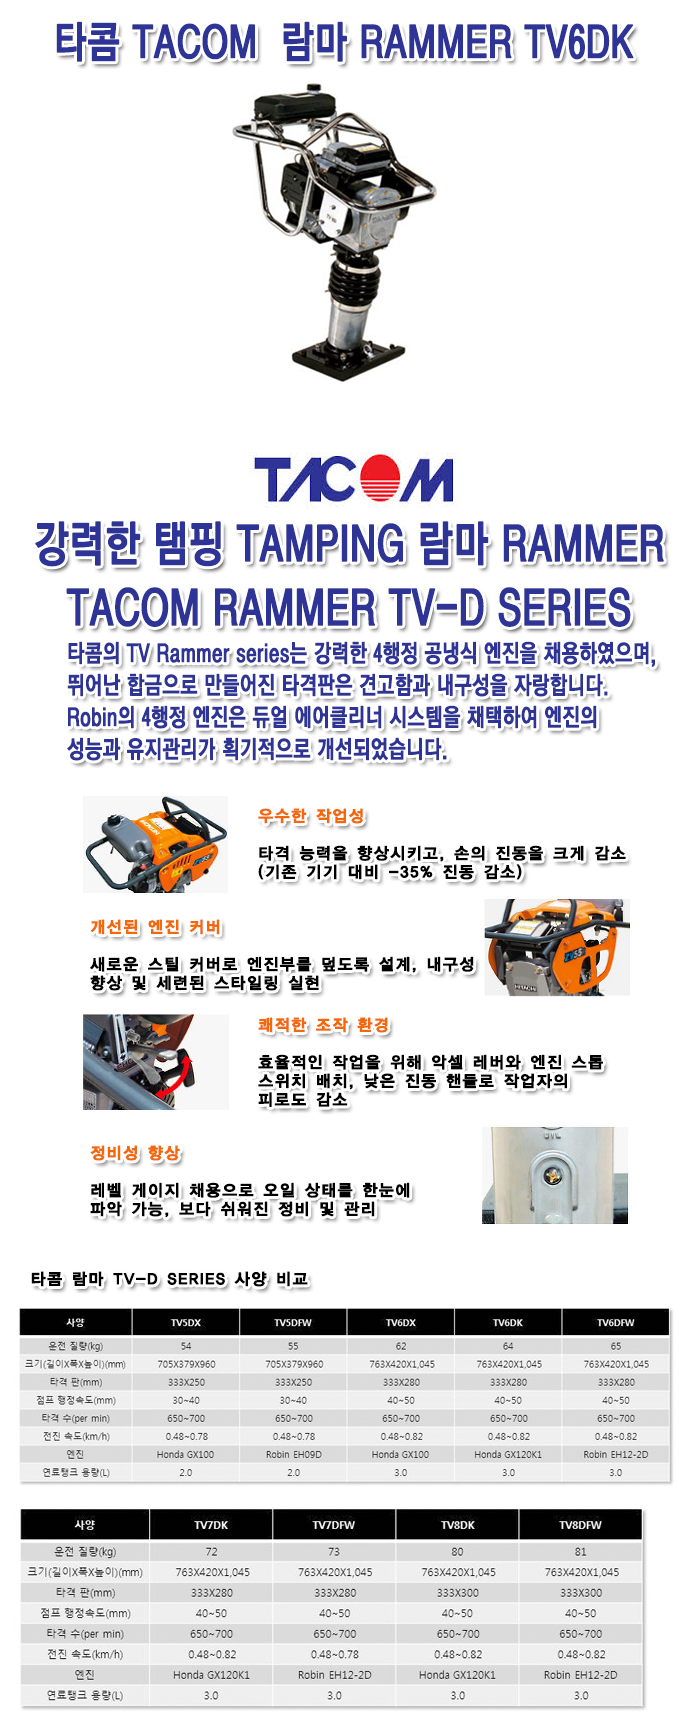 타콤 TACOM 람마 RAMMER TV6DK
TACOM
강력한 탬핑 TAMPING 람마 RAMMER
TACOM RAMMER TV-D SERIES
타콤의 TV Rammer series는 강력한 4행정 공냉식 엔진을 채용하였으며,
뛰어난 합금으로 만들어진 타격판은 견고함과 내구성을 자랑합니다.
Robin의 4행정 엔진은 듀얼 에어클리너 시스템을 채택하여 엔진의
성능과 유지관리가 획기적으로 개선되었습니다.
우수한 작업성
타격 능력을 향상시키고, 손의 진동을 크게 감소
(기존 기기 대비 -35% 진동 감소)
개선된 엔진 커버
새로운 스틸 커버로 엔진부를 덮도록 설계, 내구성
향상 및 세련된 스타일링 실현
HITACHI
쾌적한 조작 환경
효율적인 작업을 위해 악셀 레버와 엔진 스톱
스위치 배치, 낮은 진동 핸들로 작업자의
피로도 감소
정비성 향상
레벨 게이지 채용으로 오일 상태를 한눈에
파악 가능, 보다 쉬워진 정비 및 관리
OIL
타콤 람마 TV-D SERIES 사양 비교
사양 TV5DX TV5DFW TV6DX TV6DK TV6DFW
운전 질량(kg) 54 55 62 64 65
크기(길이X폭X높이)(mm) 705X379X960 705X379X960 763X420X1,045 763X420X1,045 763X420X1,045
타격 판(mm) 333X250 333X250 333X280 333X280 333X280
점프 행정속도(mm) 30~40 30~40 40~50 40~50 40~50
타격 수(per min) 650~700 650~700 650~700 650~700 650~700
전진 속도(km/h) 0.48~0.78 0.48~0.78 0.48~0.82 0.48~0.82 0.48~0.82
엔진 Honda GX100 Robin EH09D Honda GX100 Honda GX120K1 Robin EH12-2D
연료탱크 용량(L) 2.0 2.0 3.0 3.0 3.0
사양 TV7DK TV7DFW TV8DK TV8DFW
운전 질량(kg) 72 73 80 81
크기(길이X폭X높이)(mm) 763X420X1,045 763X420X1,045 763X420X1,045 763X420X1,045
타격 판(mm) 333X280 333X280 333X300 333X300
점프 행정속도(mm) 40~50 40~50 40~50 40~50
타격 수(per min) 650~700 650~700 650~700 650~700
전진 속도(km/h) 0.48~0.82 0.48~0.78 0.48~0.82 0.48~0.82
엔진 Honda GX120K1 Robin EH12-2D Honda GX120K1 Robin EH12-2D
연료탱크 용량(L) 3.0 3.0 3.0 3.0